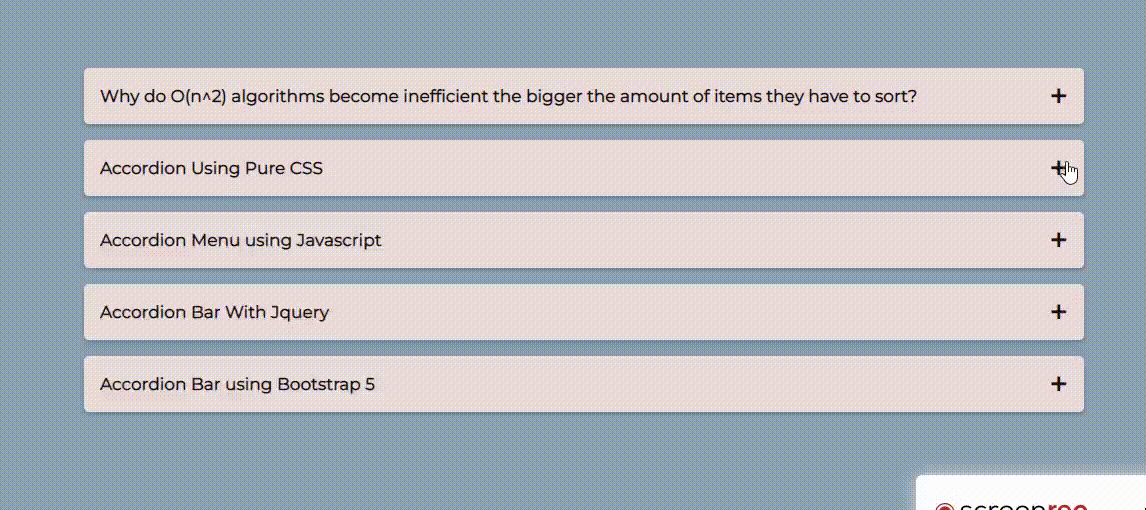 Why do O(n^2) algorithms become inefficient the bigger the amount of items they have to sort?
Accordion Using Pure CSS
Accordion Menu using Javascript
Accordion Bar With Jquery
Accordion Bar using Bootstrap 5
screenrec